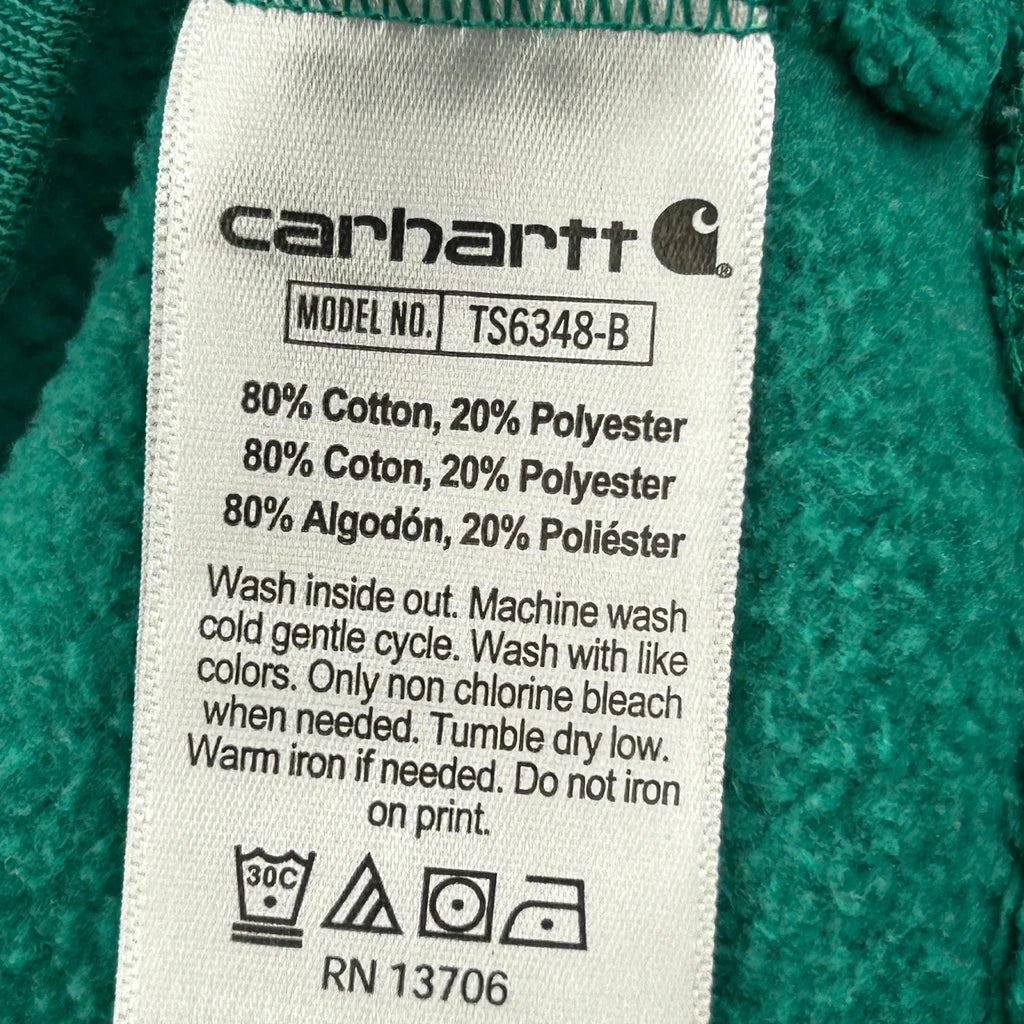 carhartt
®
MODEL NO. TS6348-B
80% Cotton, 20% Polyester
80% Coton, 20% Polyester
80% Algodón, 20% Poliéster
Wash inside out. Machine wash
cold gentle cycle. Wash with like
colors. Only non chlorine bleach
when needed. Tumble dry low.
Warm iron if needed. Do not iron
on print.
30C
RN 13706